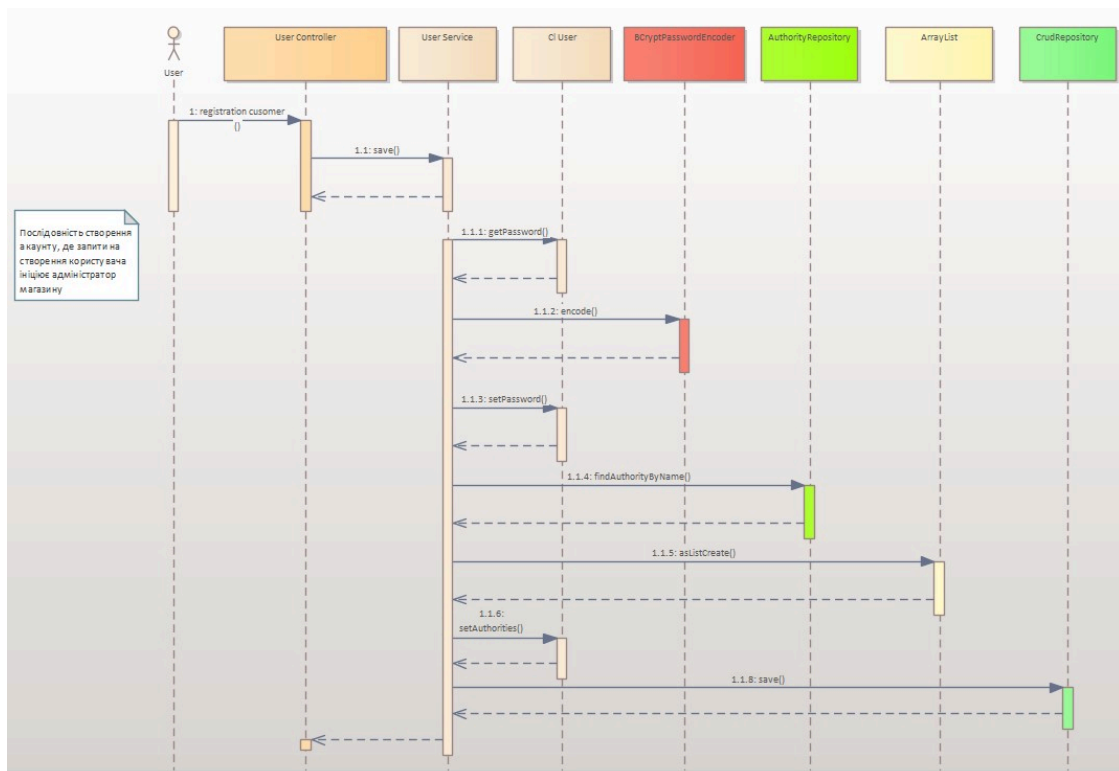 User
User Controller
User Service
Cl User
BCryptPasswordEncoder
AuthorityRepository
ArrayList
CrudRepository
1: registration cusomer
()
1.1: save()
Послідовність створення
акаунту, де запити на
створення користувача
ініціює адміністратор
магазину
1.1.1: getPassword()
1.1.2: encode()
1.1.3: setPassword()
1.1.4: findAuthorityByName()
1.1.5: asListCreate()
1.1.6:
setAuthorities()
1.1.8: save()